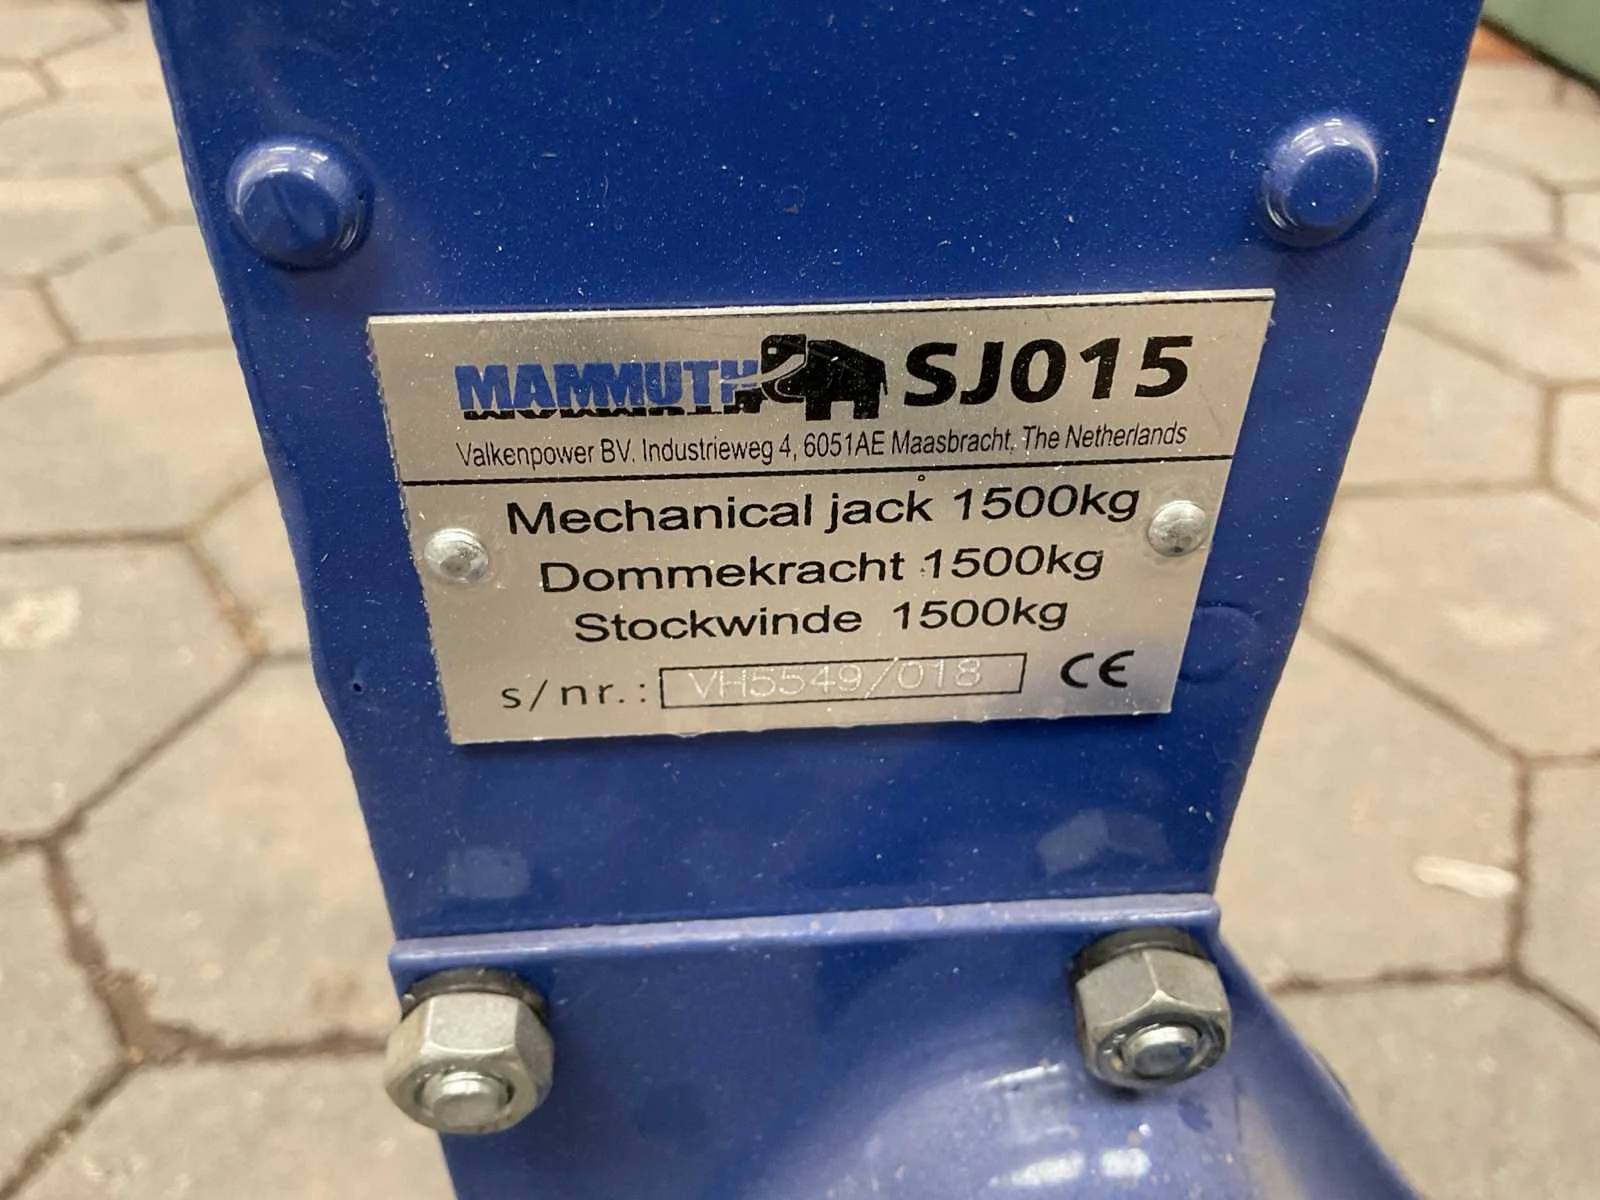 MAMMUTH SJ015
Valkenpower BV. Industrieweg 4, 6051AE Maasbracht, The Netherlands
Mechanical jack 1500kg
Dommekracht 1500kg
Stockwinde 1500kg
s/nr.: VH5549/018 CE